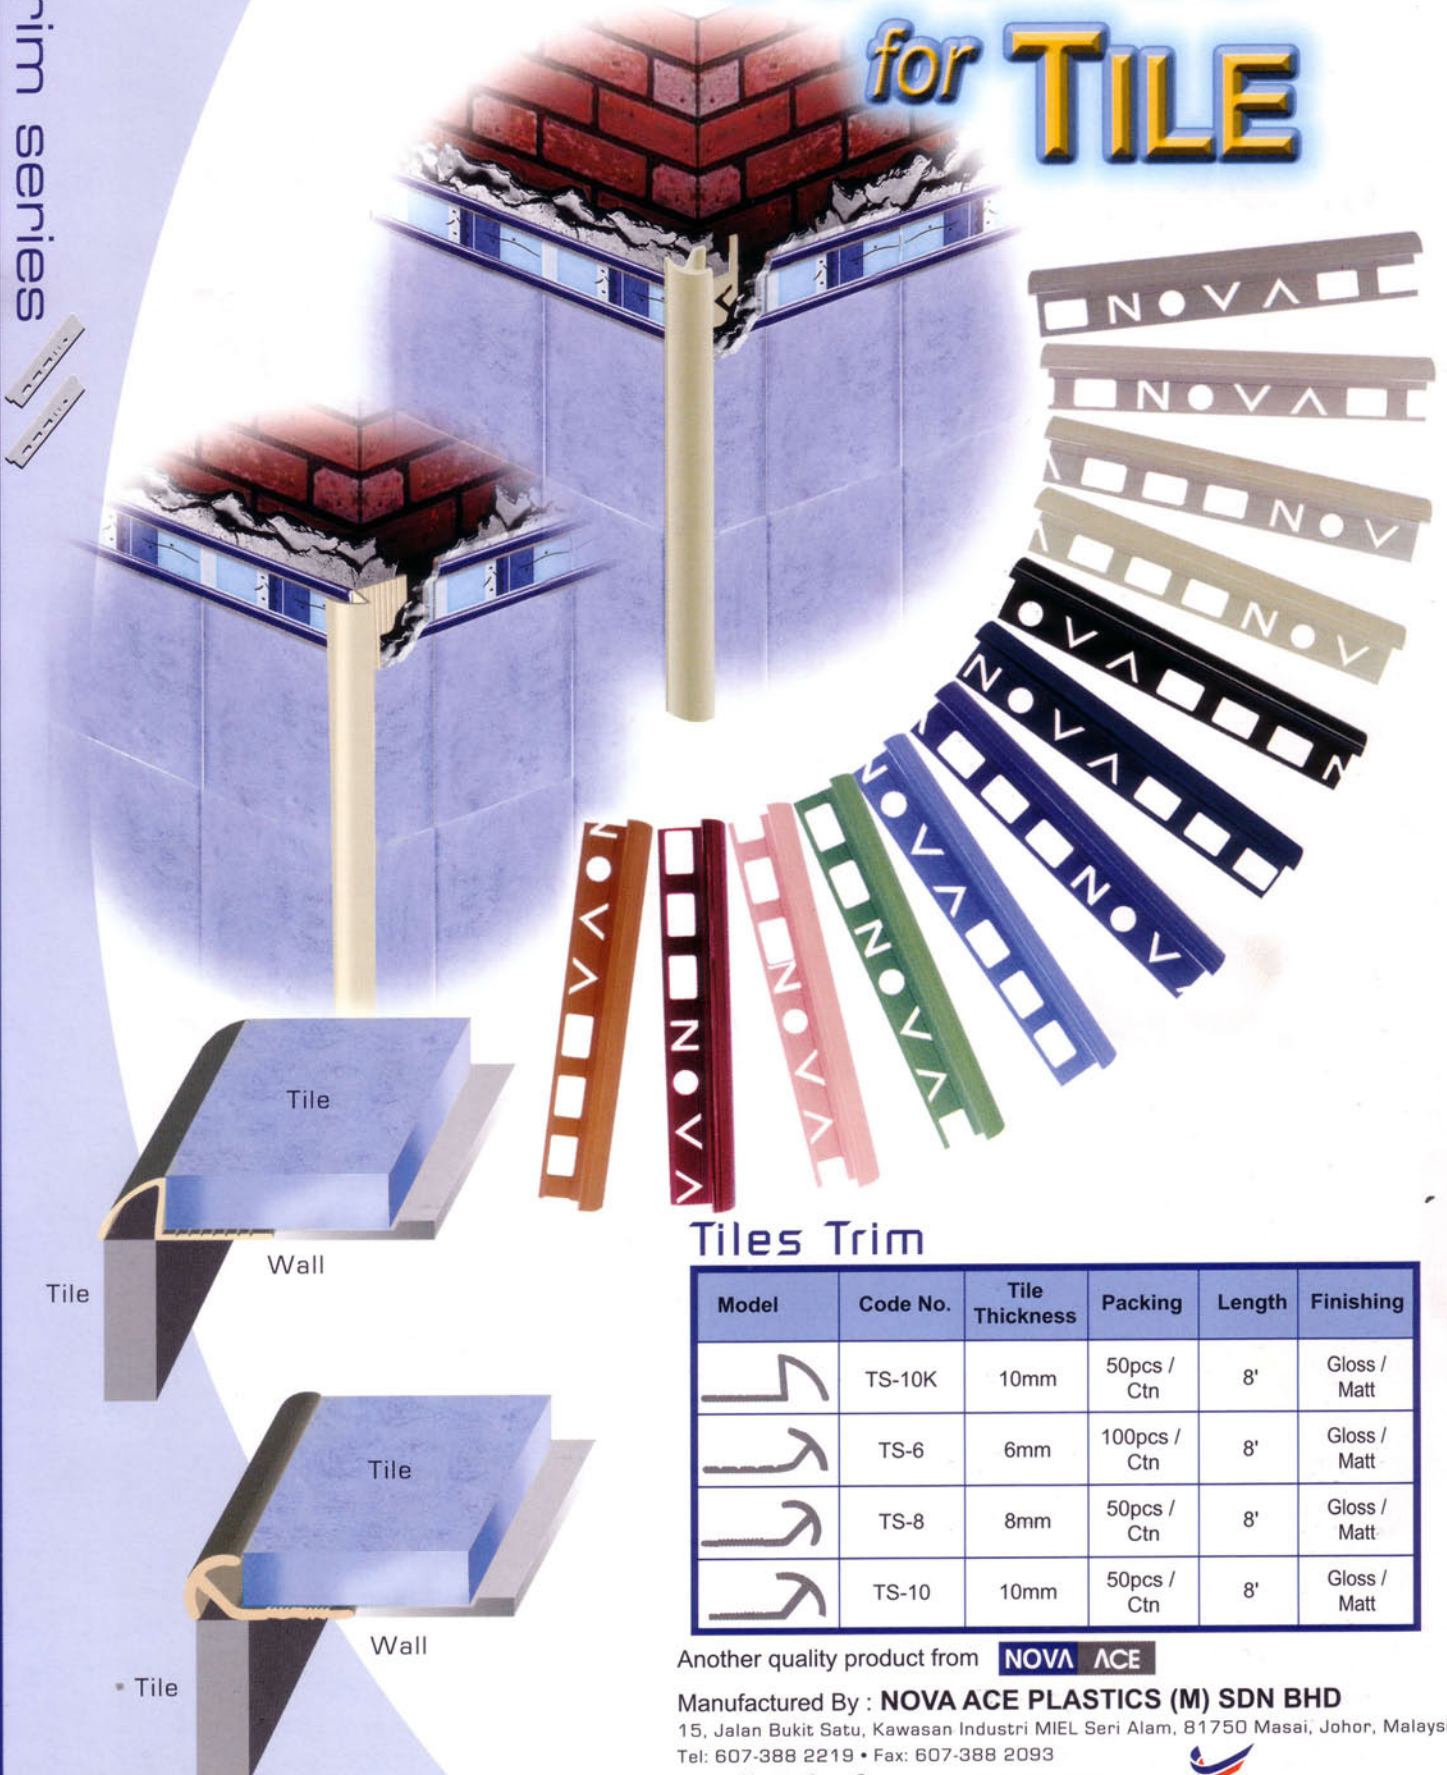 for TILE
series
NOVA
NOVA
NOV
NOV
OVA N
NOVA
NOV
NOVA
NOVA
NOVA
NOVA
NOVA
Tile
Wall
Tile
Tile
Wall
Tile
Tiles Trim
Model Code No. Tile Thickness Packing Length Finishing
TS-10K 10mm 50pcs / Ctn 8' Gloss / Matt
TS-6 6mm 100pcs / Ctn 8' Gloss / Matt
TS-8 8mm 50pcs / Ctn 8' Gloss / Matt
TS-10 10mm 50pcs / Ctn 8' Gloss / Matt
Another quality product from NOVA ACE
Manufactured By : NOVA ACE PLASTICS (M) SDN BHD
15, Jalan Bukit Satu, Kawasan Industri MIEL Seri Alam, 81750 Masai, Johor,
Tel: 607-388 2219 • Fax: 607-388 2093